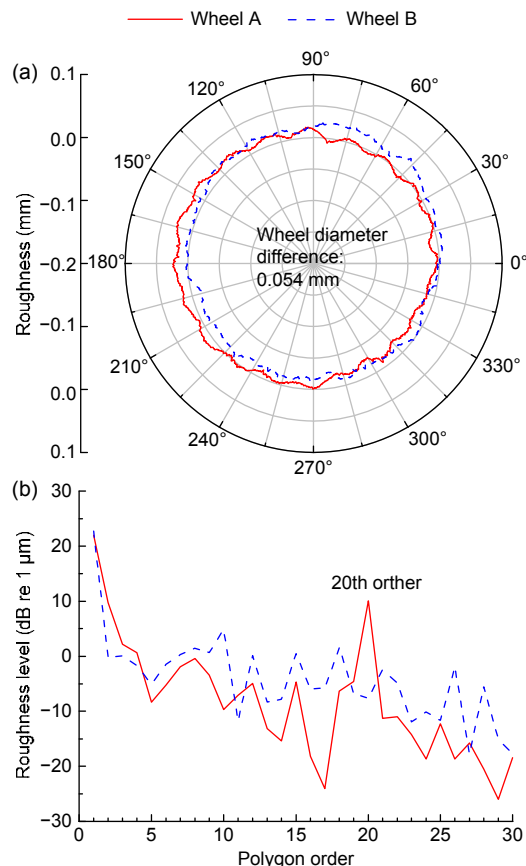 Wheel A Wheel B
(a)
0.1
0.0
−0.1
−0.2
−0.1
0.0
0.1
Roughness (mm)
90°
120° 60°
150° 30°
180° 0°
210° 330°
240° 300°
270°
Wheel diameter
difference:
0.054 mm
(b)
30
20
10
0
−10
−20
−30
Roughness level (dB re 1 μm)
20th orther
0 5 10 15 20 25 30
Polygon order